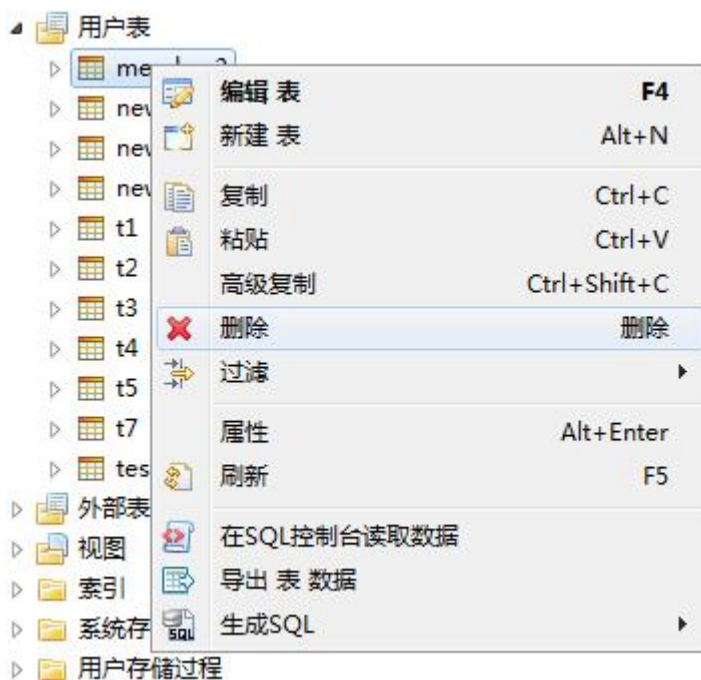 用户表
编辑 表 F4
新建 表 Alt+N
复制 Ctrl+C
粘贴 Ctrl+V
高级复制 Ctrl+Shift+C
t1
t2
t3
删除 删除
t4
过滤
t5
t7
属性 Alt+Enter
刷新 F5
外部表
在SQL控制台读取数据
视图
导出 表 数据
索引
生成SQL
用户存储过程